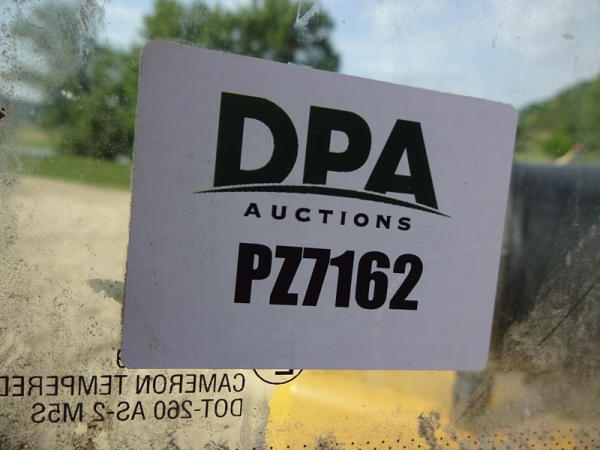 DPA
AUCTIONS
PZ7162
CAMERON TEMPERED
DOT-260 AS-2 M5S